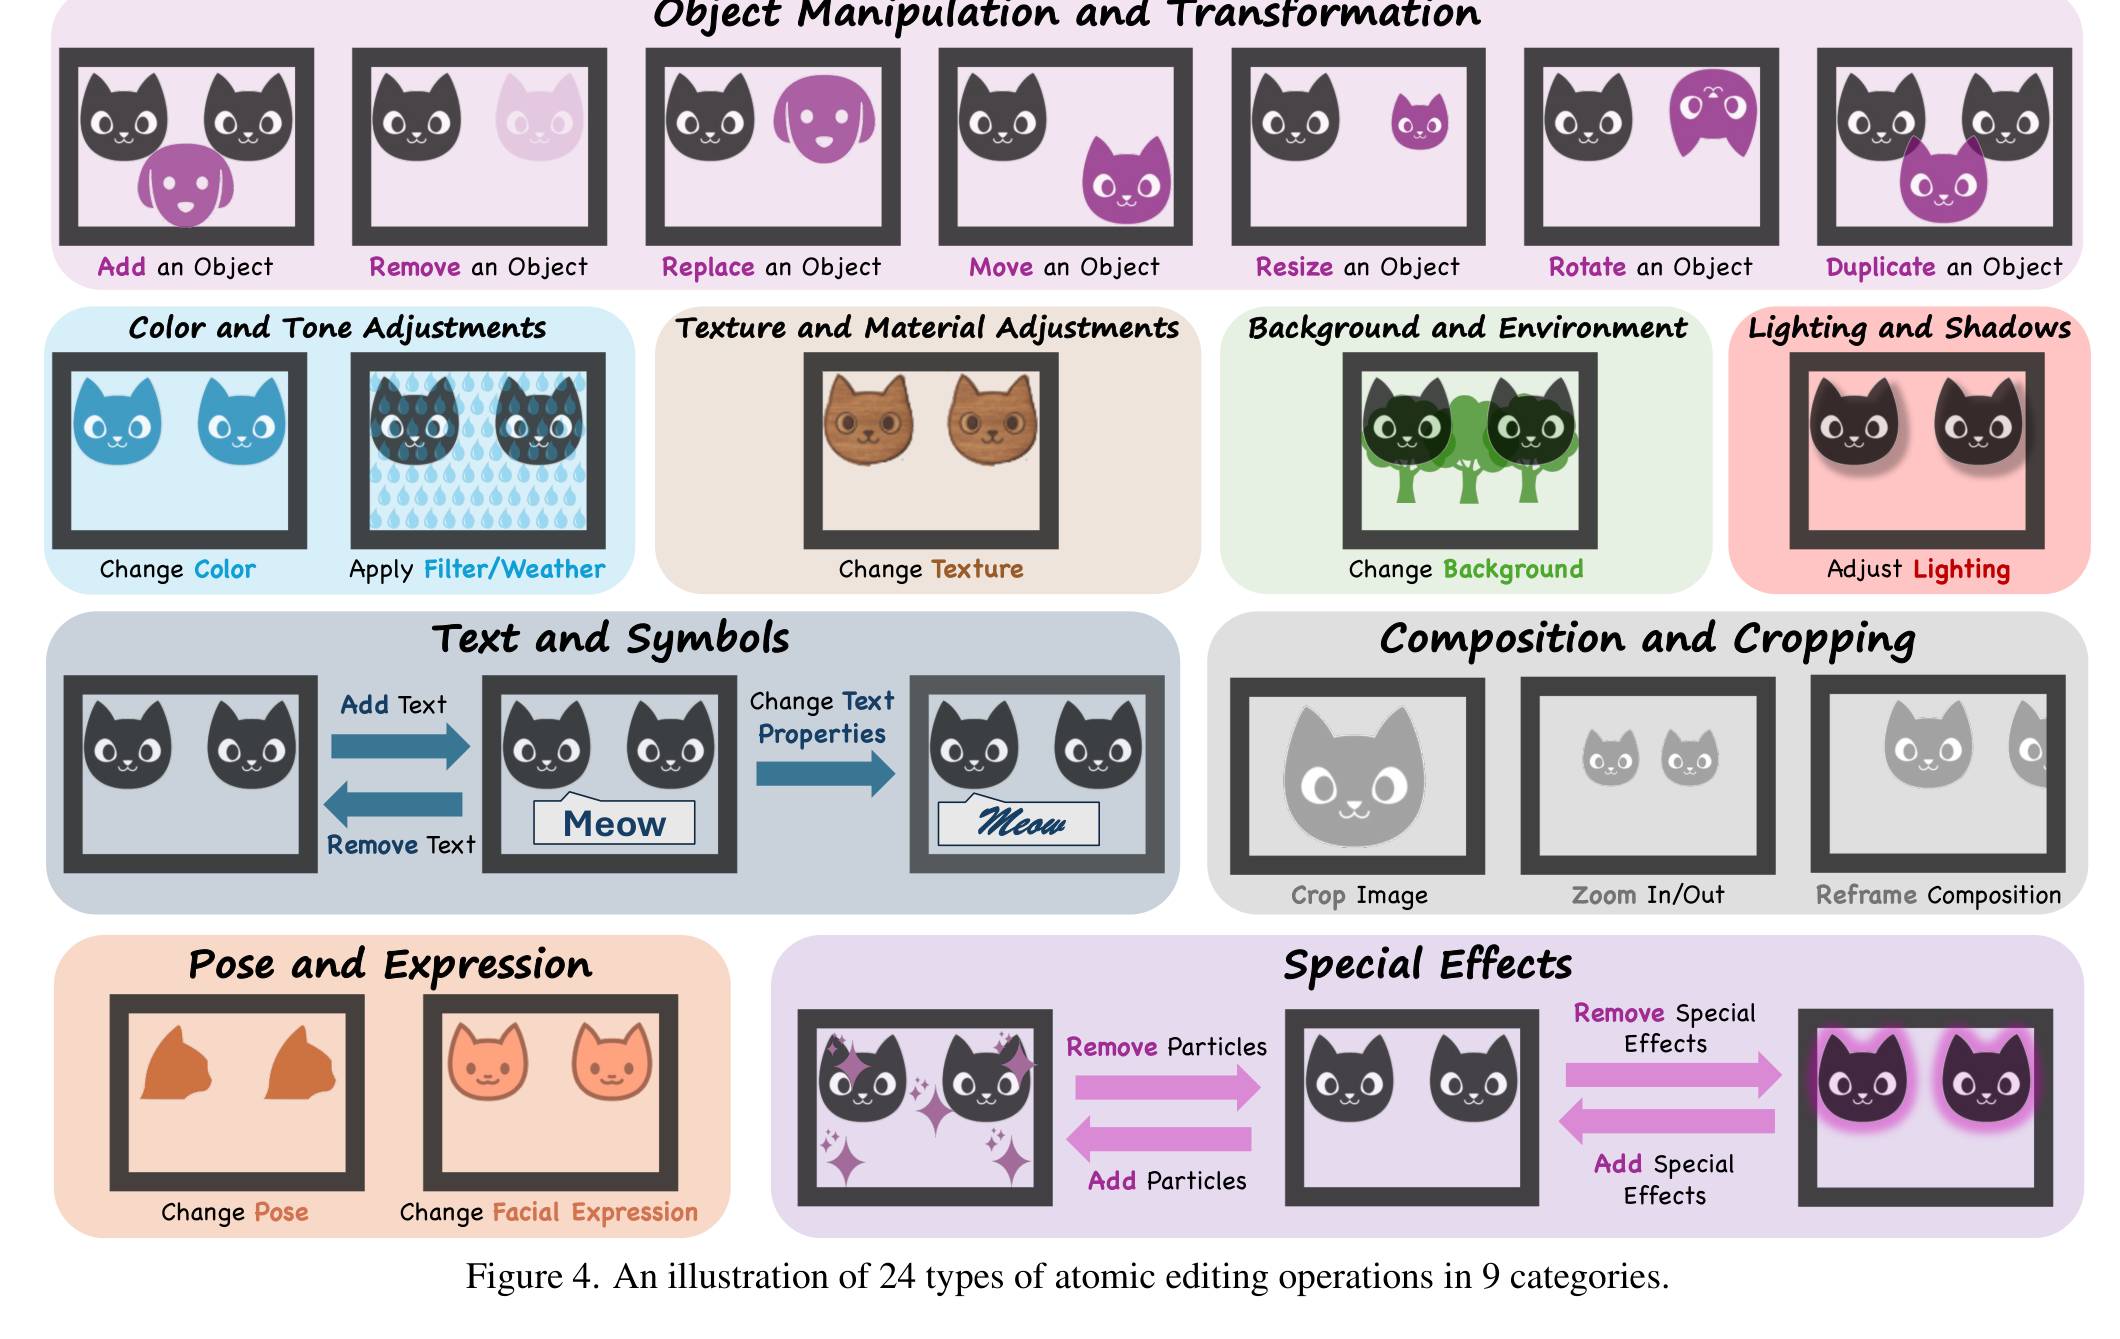 Object Manipulation and Transformation
Add an Object
Remove an Object
Replace an Object
Move an Object
Resize an Object
Rotate an Object
Duplicate an Object
Color and Tone Adjustments
Change Color
Apply Filter/Weather
Texture and Material Adjustments
Change Texture
Background and Environment
Change Background
Lighting and Shadows
Adjust Lighting
Text and Symbols
Add Text
Remove Text
Meow
Change Text
Properties
Meow
Composition and Cropping
Crop Image
Zoom In/Out
Reframe Composition
Pose and Expression
Change Pose
Change Facial Expression
Special Effects
Remove Particles
Add Particles
Remove Special
Effects
Add Special
Effects
Figure 4. An illustration of 24 types of atomic editing operations in 9 categories.